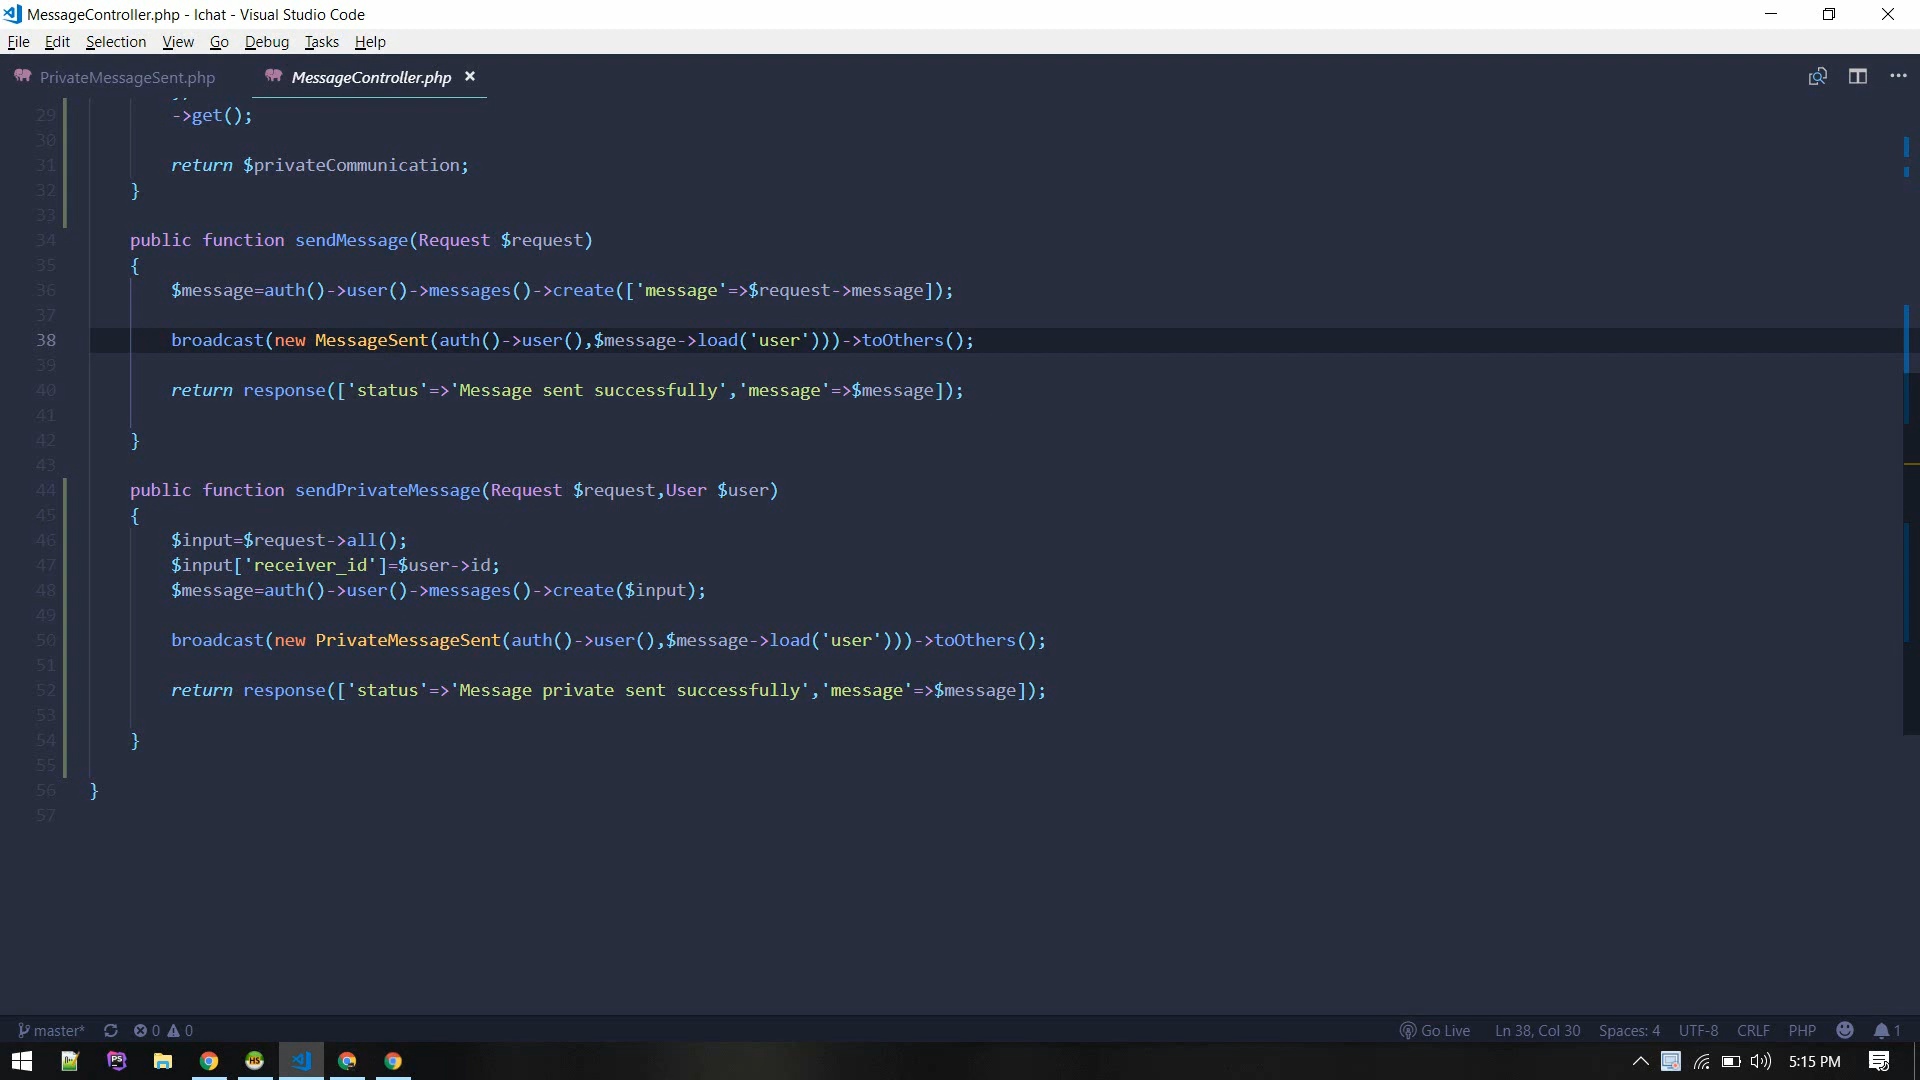 MessageController.php - lchat - Visual Studio Code
File Edit Selection View Go Debug Tasks Help
PrivateMessageSent.php MessageController.php
29 ->get();
30
31 return $privateCommunication;
32 }
33
34 public function sendMessage(Request $request)
35 {
36 $message=auth()->user()->messages()->create(['message'=>$request->message]);
37
38 broadcast(new MessageSent(auth()->user(),$message->load('user')))->toOthers();
39
40 return response(['status'=>'Message sent successfully','message'=>$message]);
41
42 }
43
44 public function sendPrivateMessage(Request $request,User $user)
45 {
46 $input=$request->all();
47 $input['receiver_id']=$user->id;
48 $message=auth()->user()->messages()->create($input);
49
50 broadcast(new PrivateMessageSent(auth()->user(),$message->load('user')))->toOthers();
51
52 return response(['status'=>'Message private sent successfully','message'=>$message]);
53
54 }
55
56 }
57
master* 0 0 Go Live Ln 38, Col 30 Spaces: 4 UTF-8 CRLF PHP 1
PS HS 5:15 PM